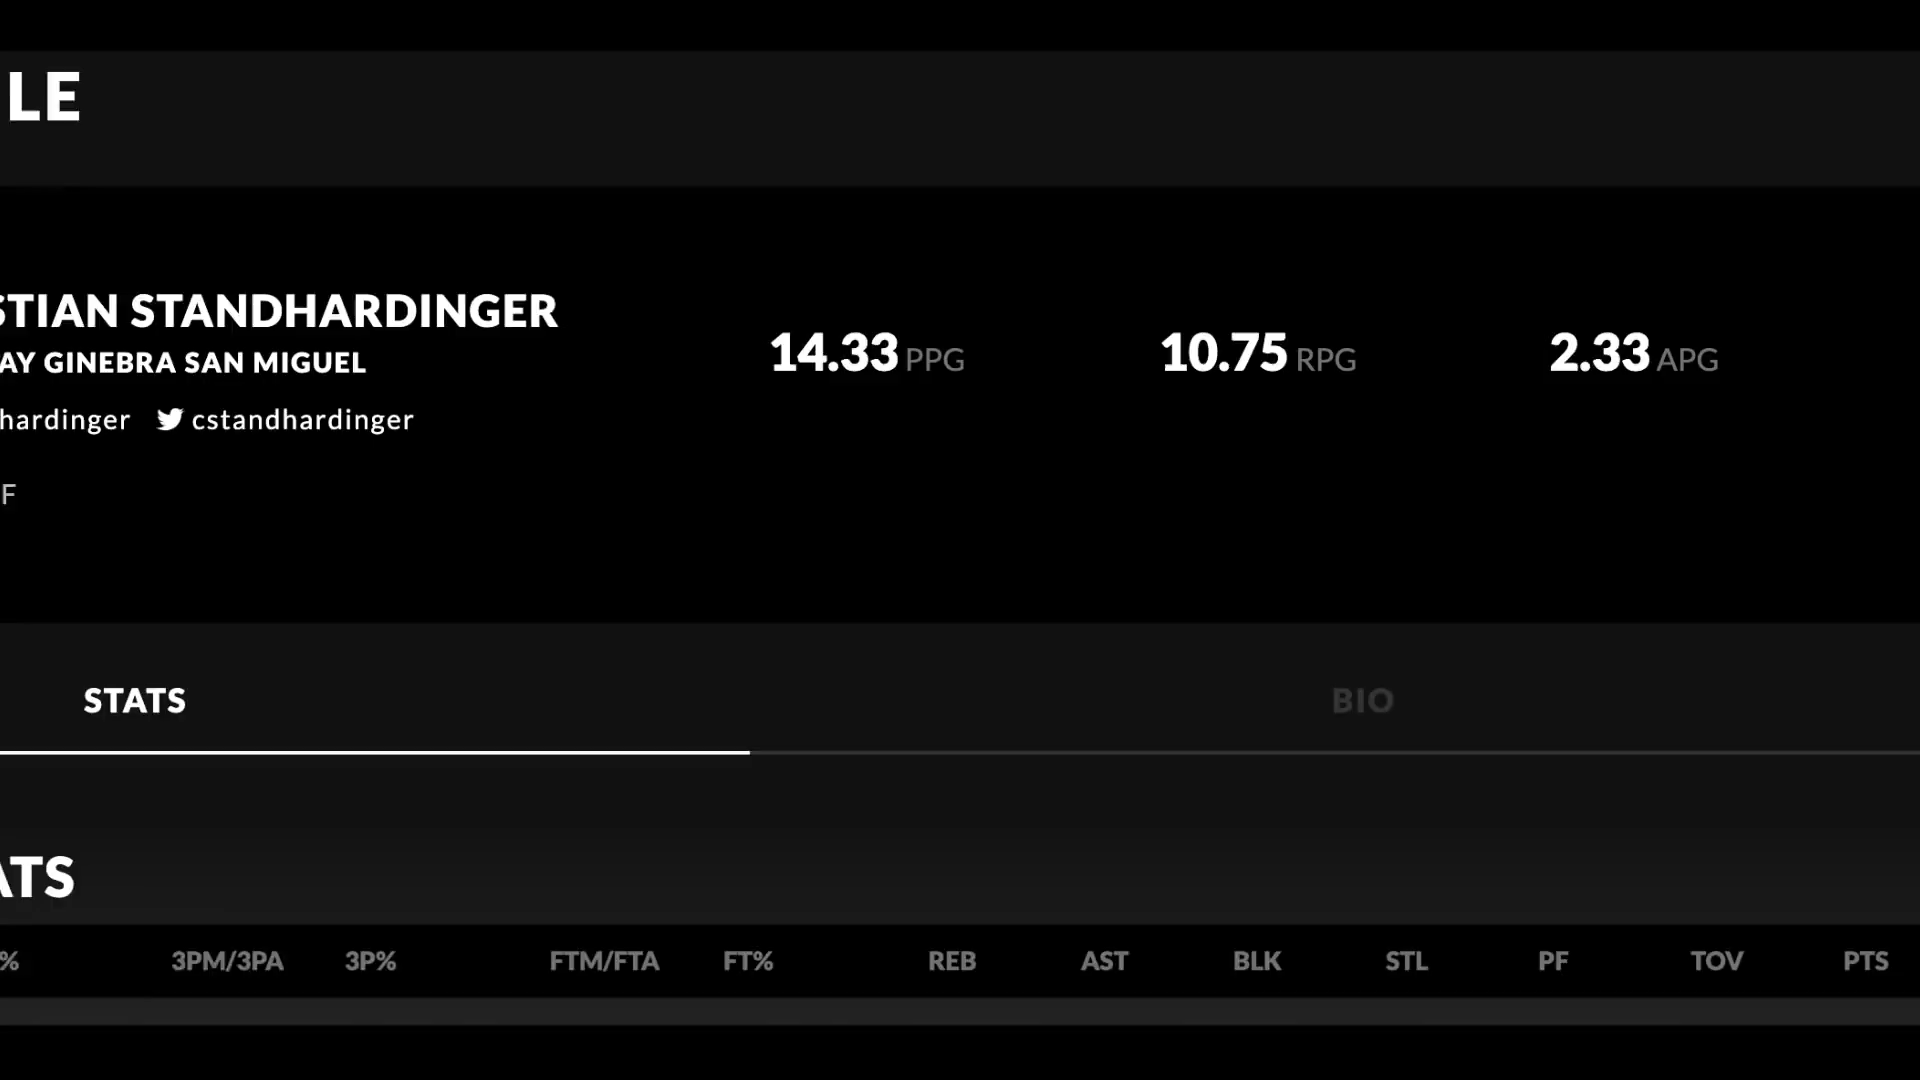 LE
STIAN STANDHARDINGER
AY GINEBRA SAN MIGUEL
hardinger cstandhardinger
F
14.33 PPG
10.75 RPG
2.33 APG
STATS
BIO
ATS
% 3PM/3PA 3P% FTM/FTA FT% REB AST BLK STL PF TOV PTS